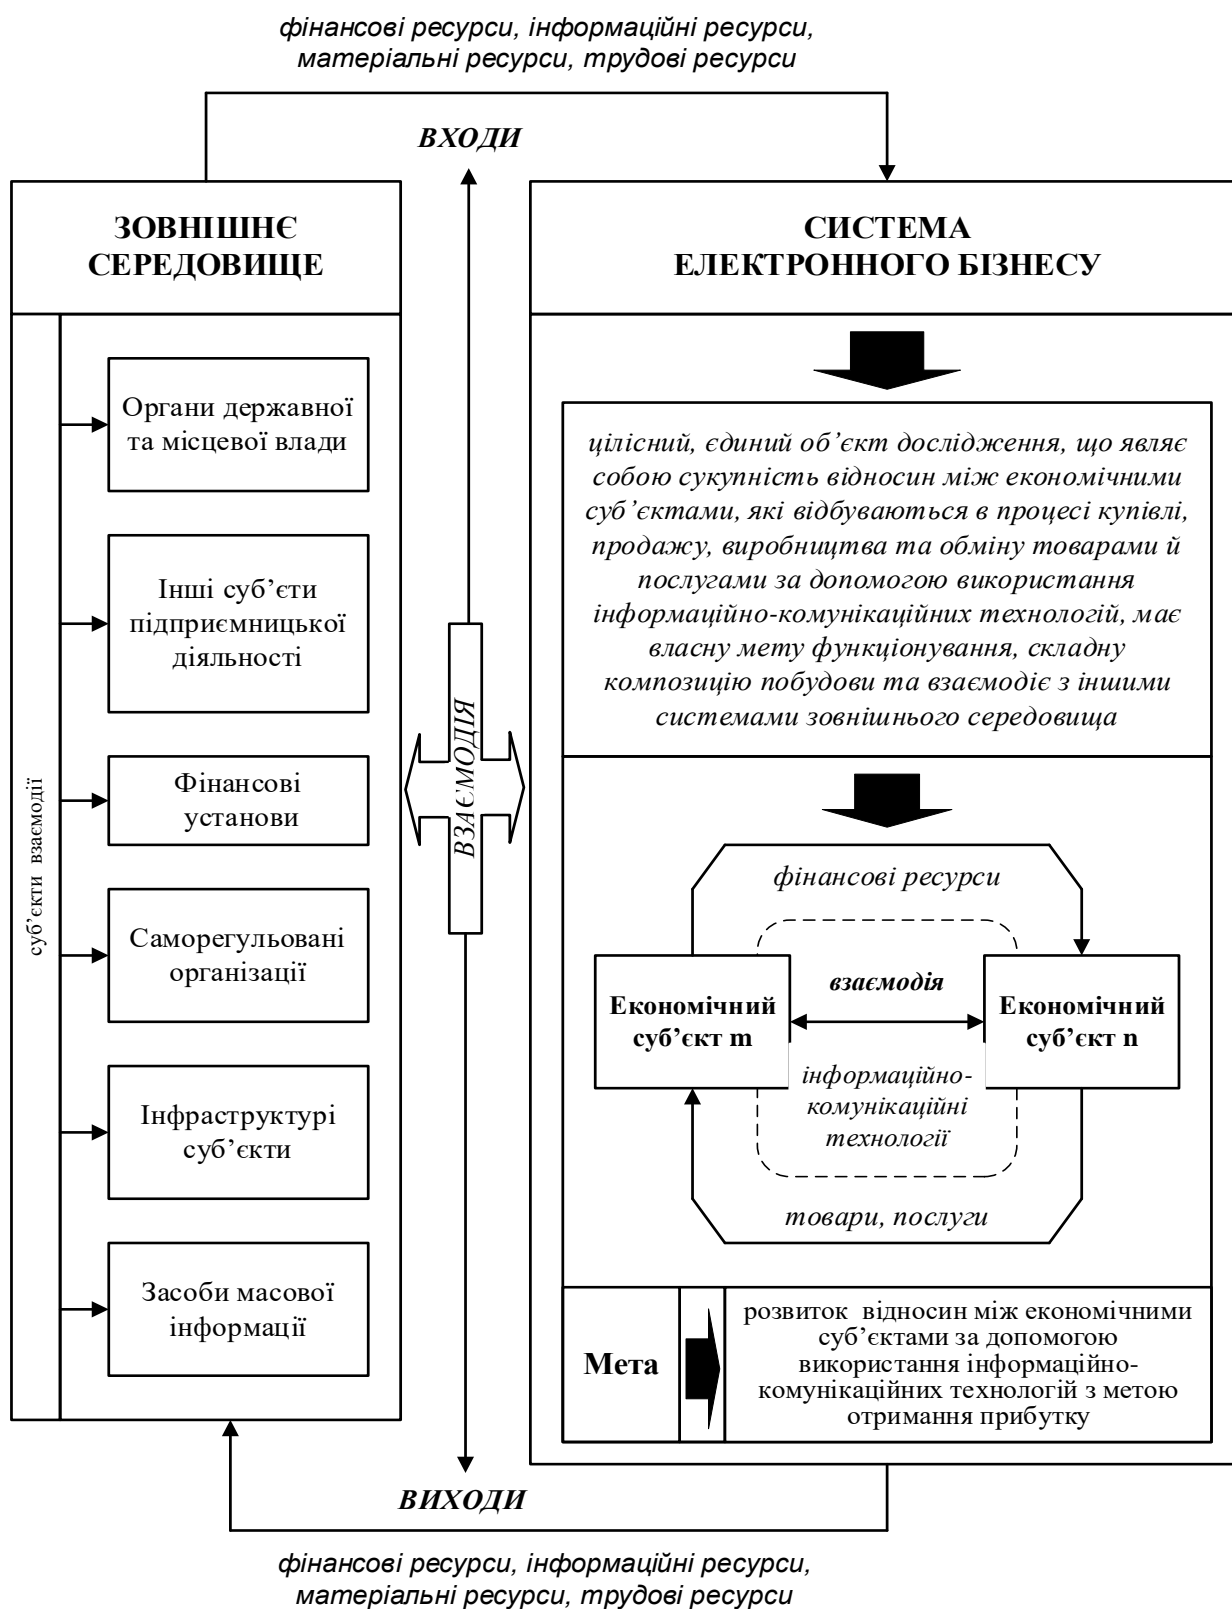 фінансові ресурси, інформаційні ресурси,
матеріальні ресурси, трудові ресурси
ВХОДИ
ЗОВНІШНЄ
СЕРЕДОВИЩЕ
суб’єкти взаємодії
Органи державної
та місцевої влади
Інші суб’єти
підприємницької
діяльності
Фінансові
установи
Саморегульовані
організації
Інфраструктурі
суб’єкти
Засоби масової
інформації
ВЗАЄМОДІЯ
СИСТЕМА
ЕЛЕКТРОННОГО БІЗНЕСУ
цілісний, єдиний об’єкт дослідження, що являє
собою сукупність відносин між економічними
суб’єктами, які відбуваються в процесі купівлі,
продажу, виробництва та обміну товарами й
послугами за допомогою використання
інформаційно-комунікаційних технологій, має
власну мету функціонування, складну
композицію побудови та взаємодіє з іншими
системами зовнішнього середовища
фінансові ресурси
Економічний
суб’єкт m
взаємодія
Економічний
суб’єкт n
інформаційно-
комунікаційні
технології
товари, послуги
Мета
розвиток відносин між економічними
суб’єктами за допомогою
використання інформаційно-
комунікаційних технологій з метою
отримання прибутку
ВИХОДИ
фінансові ресурси, інформаційні ресурси,
матеріальні ресурси, трудові ресурси